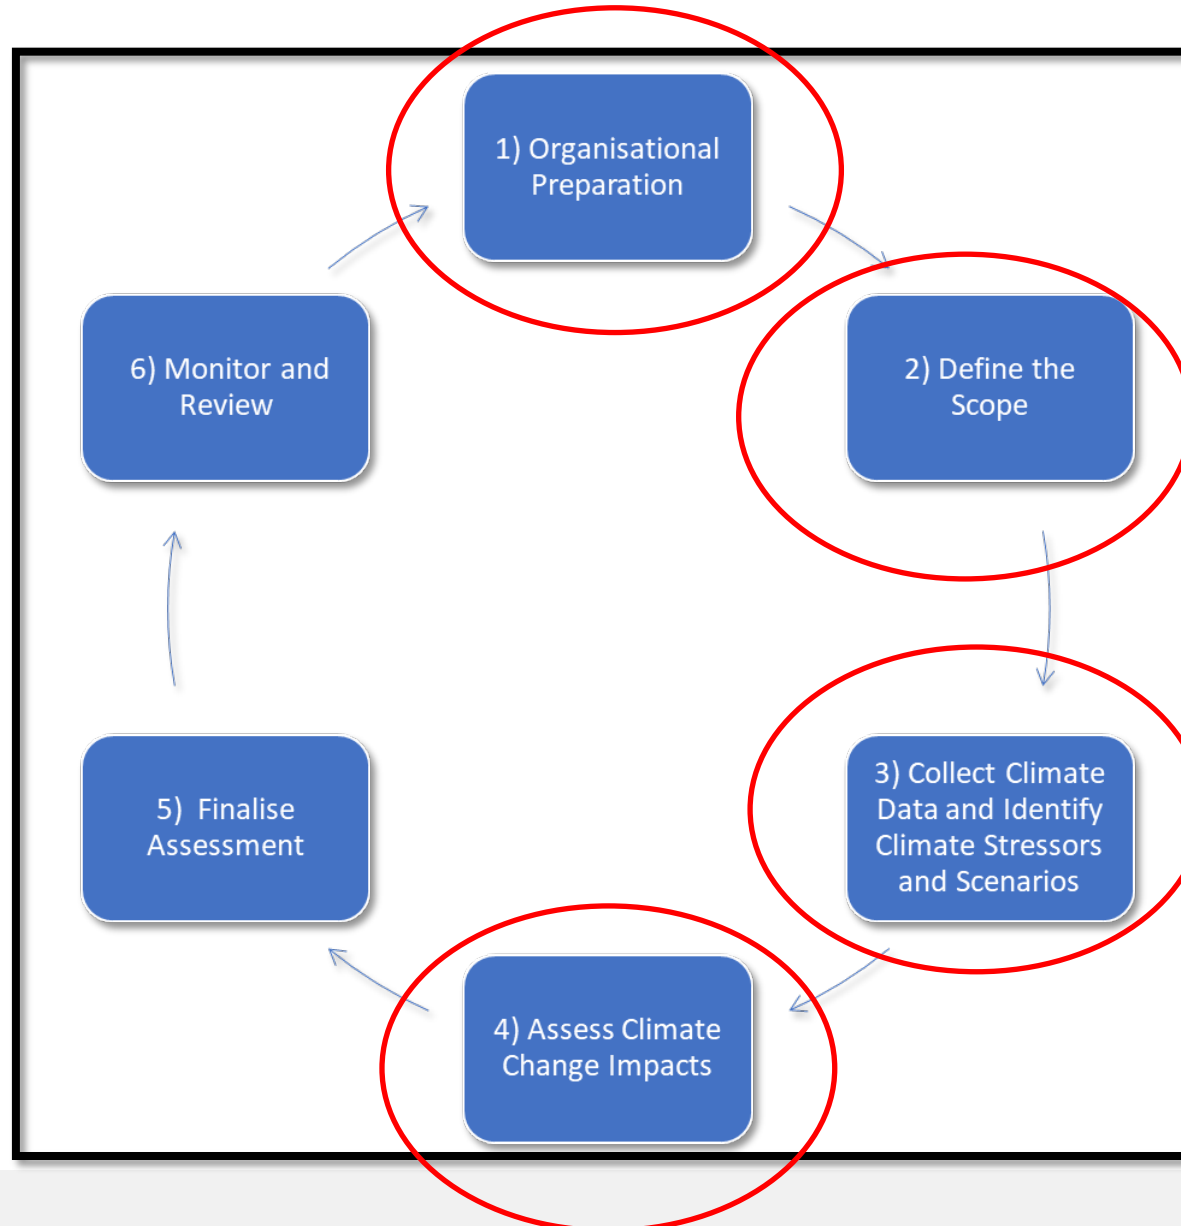 1) Organisational
Preparation
2) Define the
Scope
3) Collect Climate
Data and Identify
Climate Stressors
and Scenarios
4) Assess Climate
Change Impacts
5)  Finalise
Assessment
6) Monitor and
Review